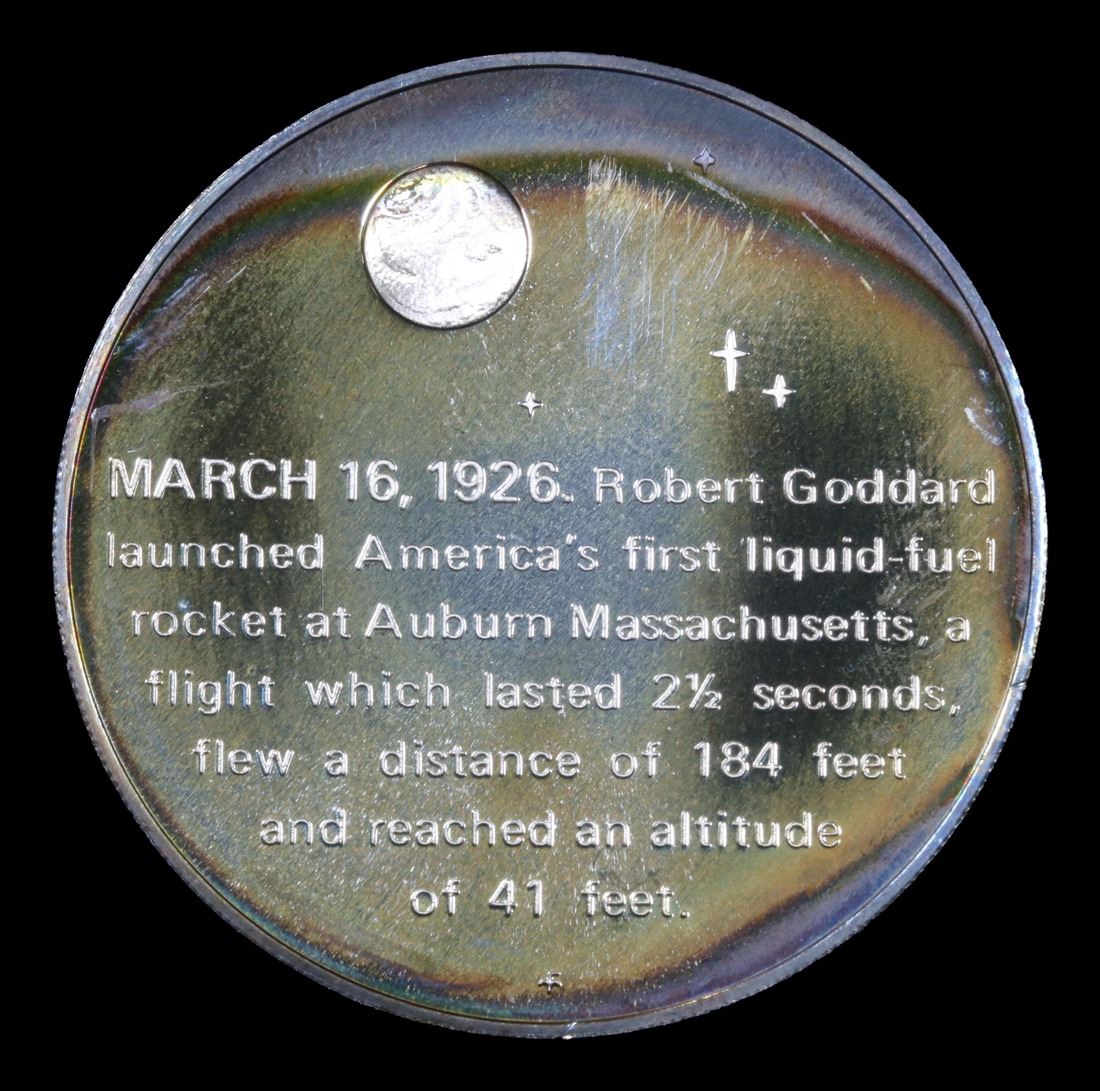 MARCH 16, 1926. Robert Goddard
launched America's first liquid-fuel
rocket at Auburn Massachusetts, a
flight which lasted 2½ seconds,
flew a distance of 184 feet
and reached an altitude
of 41 feet.